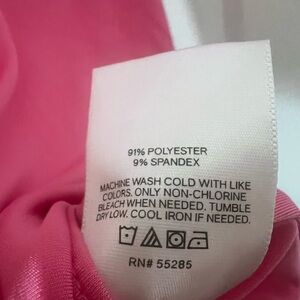 91% POLYESTER
9% SPANDEX
MACHINE WASH COLD WITH LIKE
COLORS. ONLY NON-CHLORINE
BLEACH WHEN NEEDED. TUMBLE
DRY LOW. COOL IRON IF NEEDED.
RN# 55285